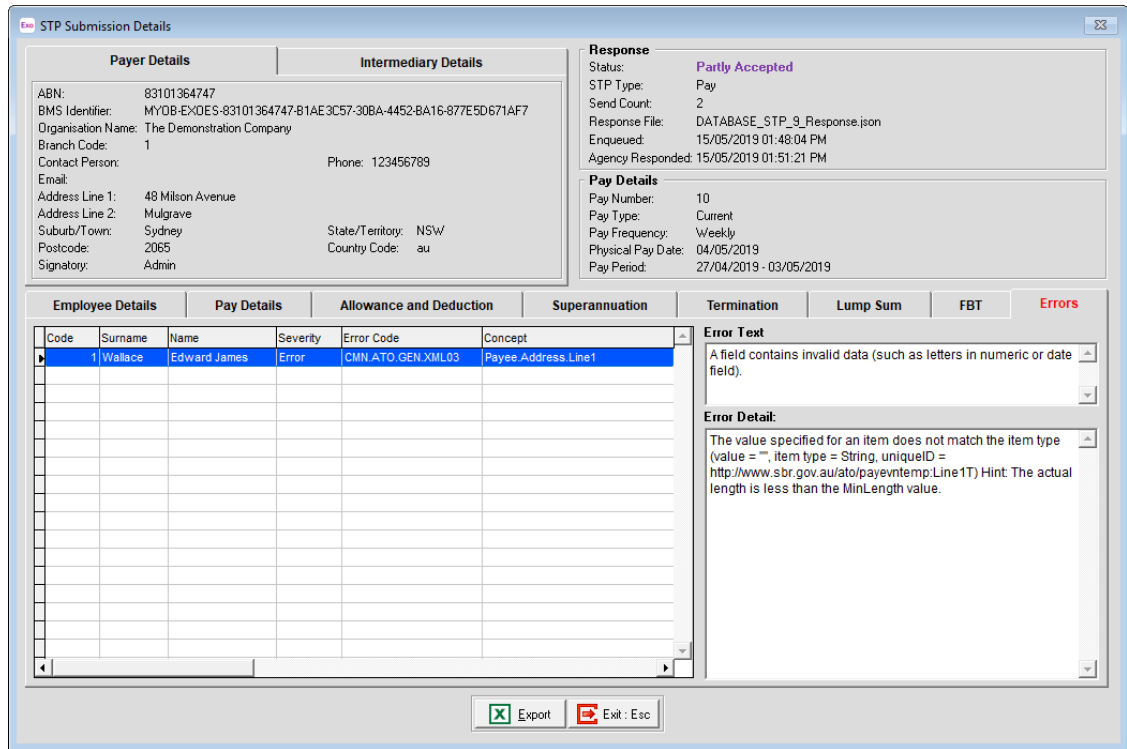 Exo STP Submission Details
Payer Details
Intermediary Details
ABN: 83101364747
BMS Identifier: MYOB-EXOES-83101364747-B1AE3C57-30BA-4452-BA16-877E5D671AF7
Organisation Name: The Demonstration Company
Branch Code: 1
Contact Person: Phone: 123456789
Email:
Address Line 1: 48 Milson Avenue
Address Line 2: Mulgrave
Suburb/Town: Sydney State/Territory: NSW
Postcode: 2065 Country Code: au
Signatory: Admin
Response
Status: Partly Accepted
STP Type: Pay
Send Count: 2
Response File: DATABASE_STP_9_Response.json
Enqueued: 15/05/2019 01:48:04 PM
Agency Responded: 15/05/2019 01:51:21 PM
Pay Details
Pay Number: 10
Pay Type: Current
Pay Frequency: Weekly
Physical Pay Date: 04/05/2019
Pay Period: 27/04/2019 - 03/05/2019
Employee Details Pay Details Allowance and Deduction Superannuation Termination Lump Sum FBT Errors
Code Surname Name Severity Error Code Concept
1 Wallace Edward James Error CMN.ATO.GEN.XML03 Payee.Address.Line1
Error Text
A field contains invalid data (such as letters in numeric or date
field).
Error Detail:
The value specified for an item does not match the item type
(value = "", item type = String, uniqueID =
http://www.sbr.gov.au/ato/payevntemp:Line1T) Hint: The actual
length is less than the MinLength value.
Export Exit : Esc